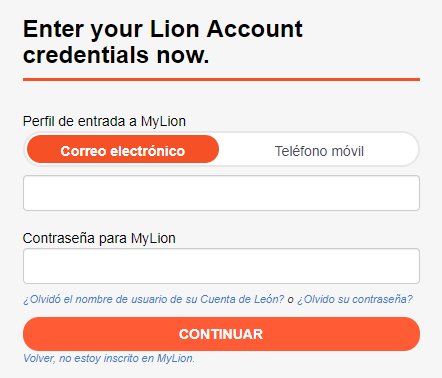 Enter your Lion Account
credentials now.
Perfil de entrada a MyLion
Correo electrónico
Teléfono móvil
Contraseña para MyLion
¿Olvidó el nombre de usuario de su Cuenta de León? o ¿Olvido su contraseña?
CONTINUAR
Volver, no estoy inscrito en MyLion.